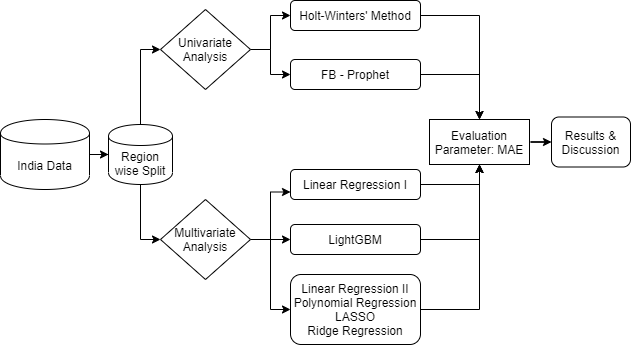 India Data
Region
wise Split
Univariate
Analysis
Holt-Winters' Method
FB - Prophet
Multivariate
Analysis
Linear Regression I
LightGBM
Linear Regression II
Polynomial Regression
LASSO
Ridge Regression
Evaluation
Parameter: MAE
Results &
Discussion